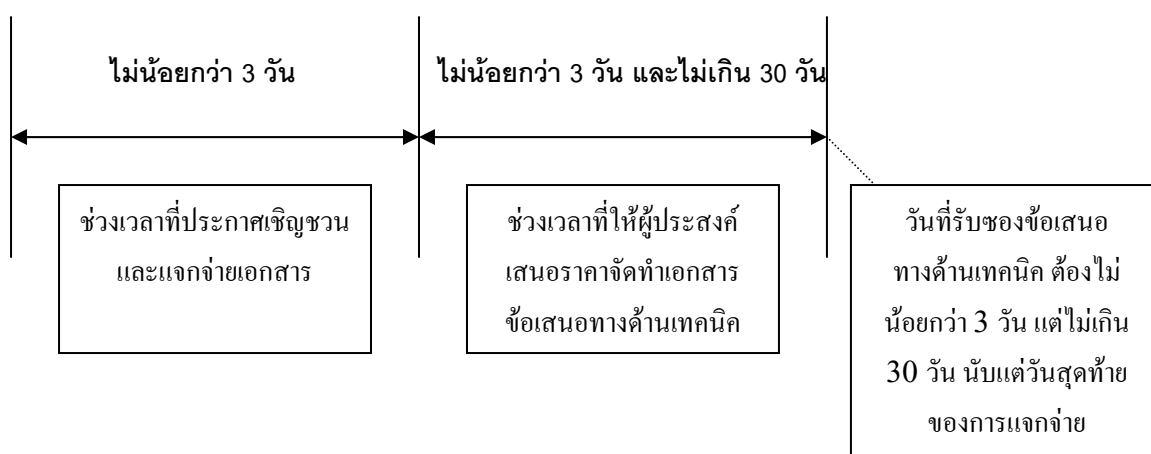 ไม่น้อยกว่า 3 วัน
ไม่น้อยกว่า 3 วัน และไม่เกิน 30 วัน
ช่วงเวลาที่ประกาศเชิญชวน
และแจกจ่ายเอกสาร
ช่วงเวลาที่ให้ผู้ประสงค์
เสนอราคาจัดทำเอกสาร
ข้อเสนอทางด้านเทคนิค
วันที่รับซองข้อเสนอ
ทางด้านเทคนิค ต้องไม่
น้อยกว่า 3 วัน แต่ไม่เกิน
30 วัน นับแต่วันสุดท้าย
ของการแจกจ่าย